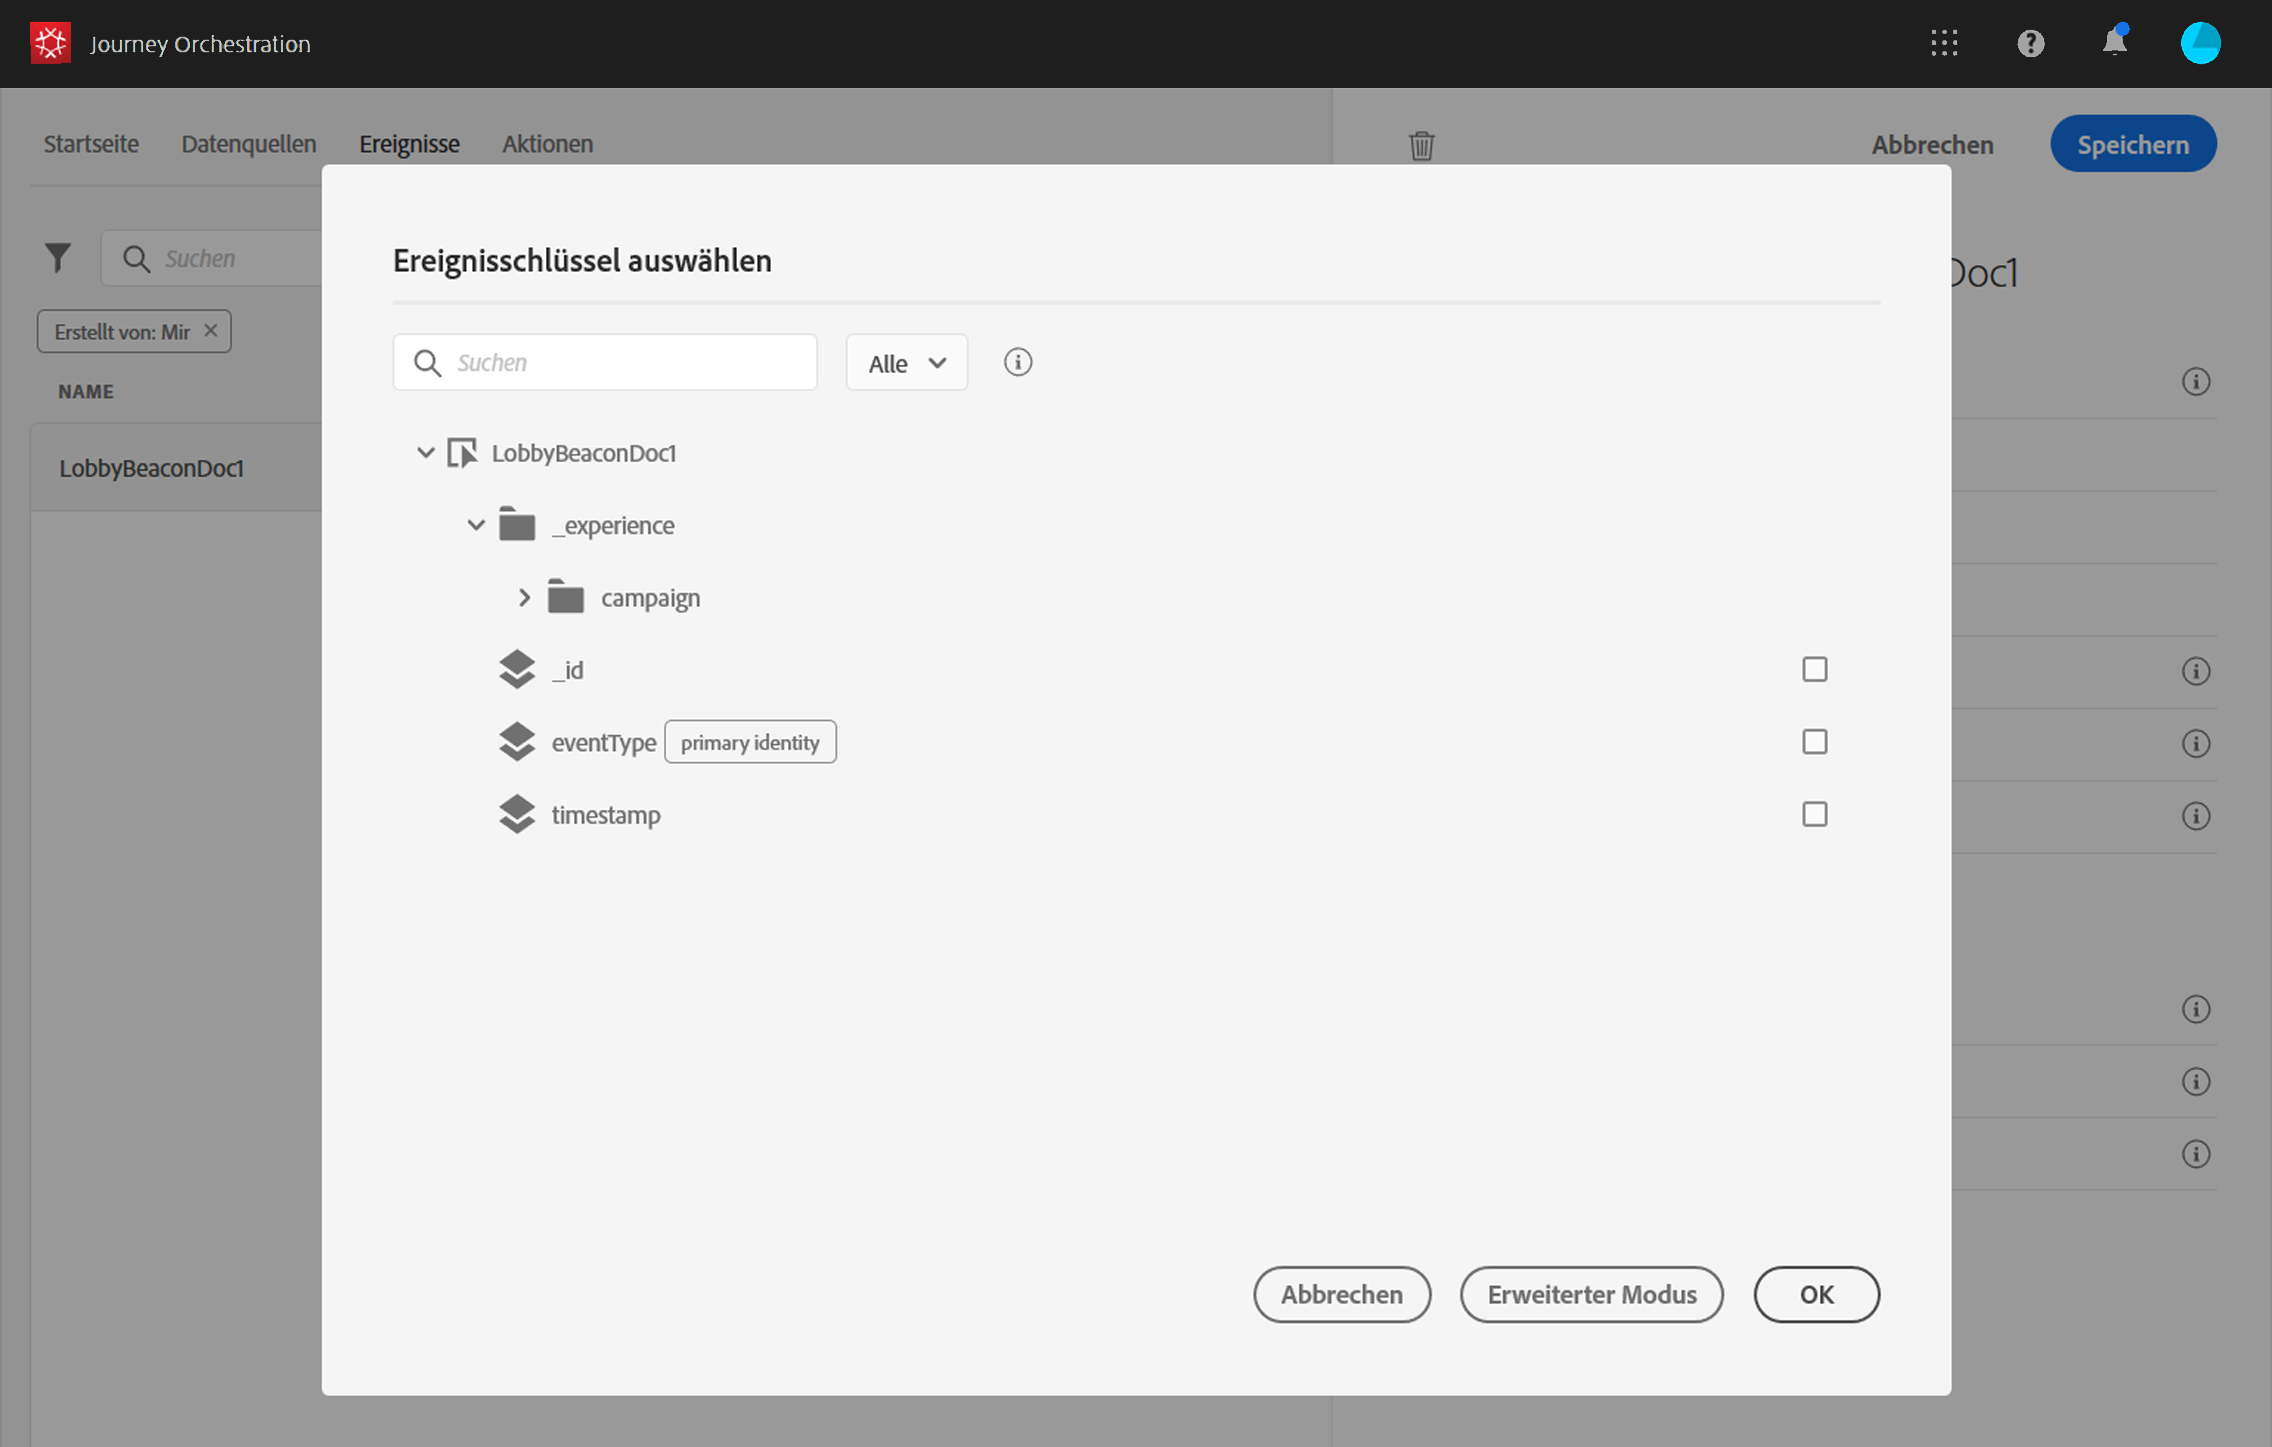 Journey Orchestration
Startseite Datenquellen Ereignisse Aktionen
Abbrechen Speichern
Suchen
Erstellt von: Mir
NAME
LobbyBeaconDoc1
Doc1
Ereignisschlüssel auswählen
Suchen Alle
LobbyBeaconDoc1
_experience
campaign
_id
eventType primary identity
timestamp
Abbrechen Erweiterter Modus OK